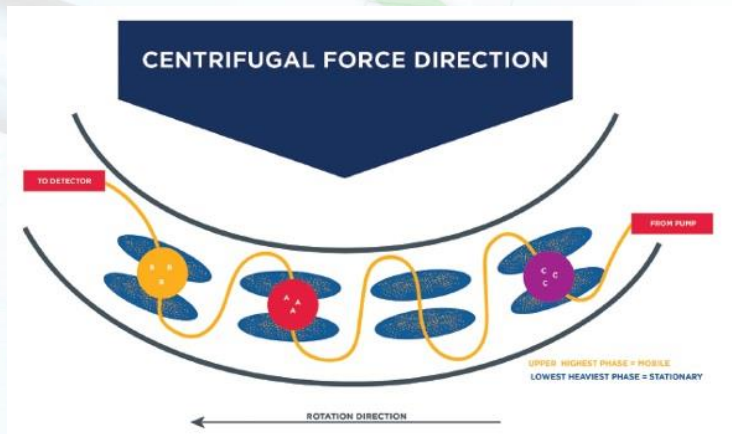 CENTRIFUGAL FORCE DIRECTION
TO DETECTOR
FROM PUMP
B B
B
A
A
A
C
C
C
UPPER HIGHEST PHASE = MOBILE
LOWEST HEAVIEST PHASE = STATIONARY
ROTATION DIRECTION